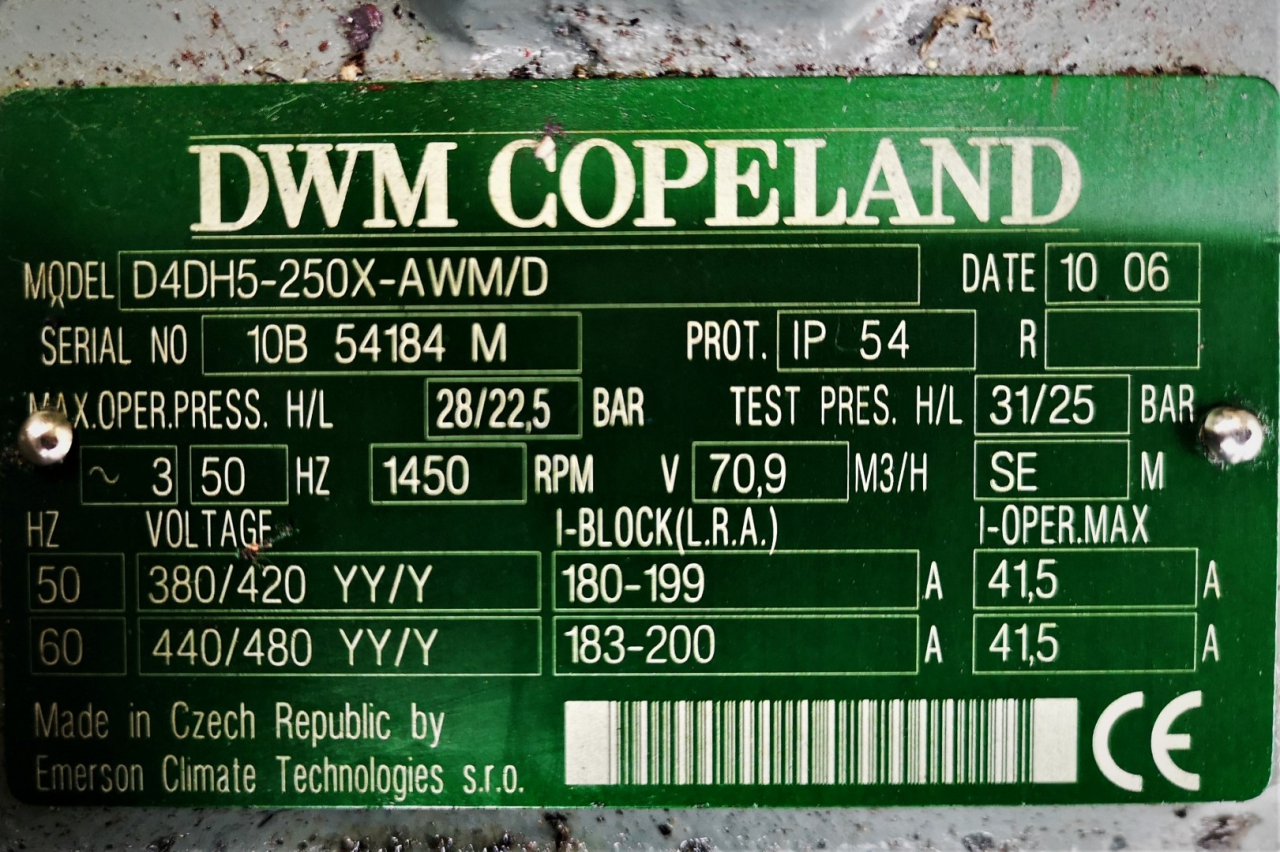 DWM COPELAND
MODEL D4DH5-250X-AWM/D DATE 10 06
SERIAL NO 10B 54184 M PROT. IP 54 R
MAX.OPER.PRESS. H/L 28/22,5 BAR TEST PRES. H/L 31/25 BAR
~ 3 50 HZ 1450 RPM V 70,9 M3/H SE M
HZ VOLTAGE I-BLOCK(L.R.A.) I-OPER.MAX
50 380/420 YY/Y 180-199 A 41,5 A
60 440/480 YY/Y 183-200 A 41,5 A
Made in Czech Republic by
Emerson Climate Technologies s.r.o.
CE